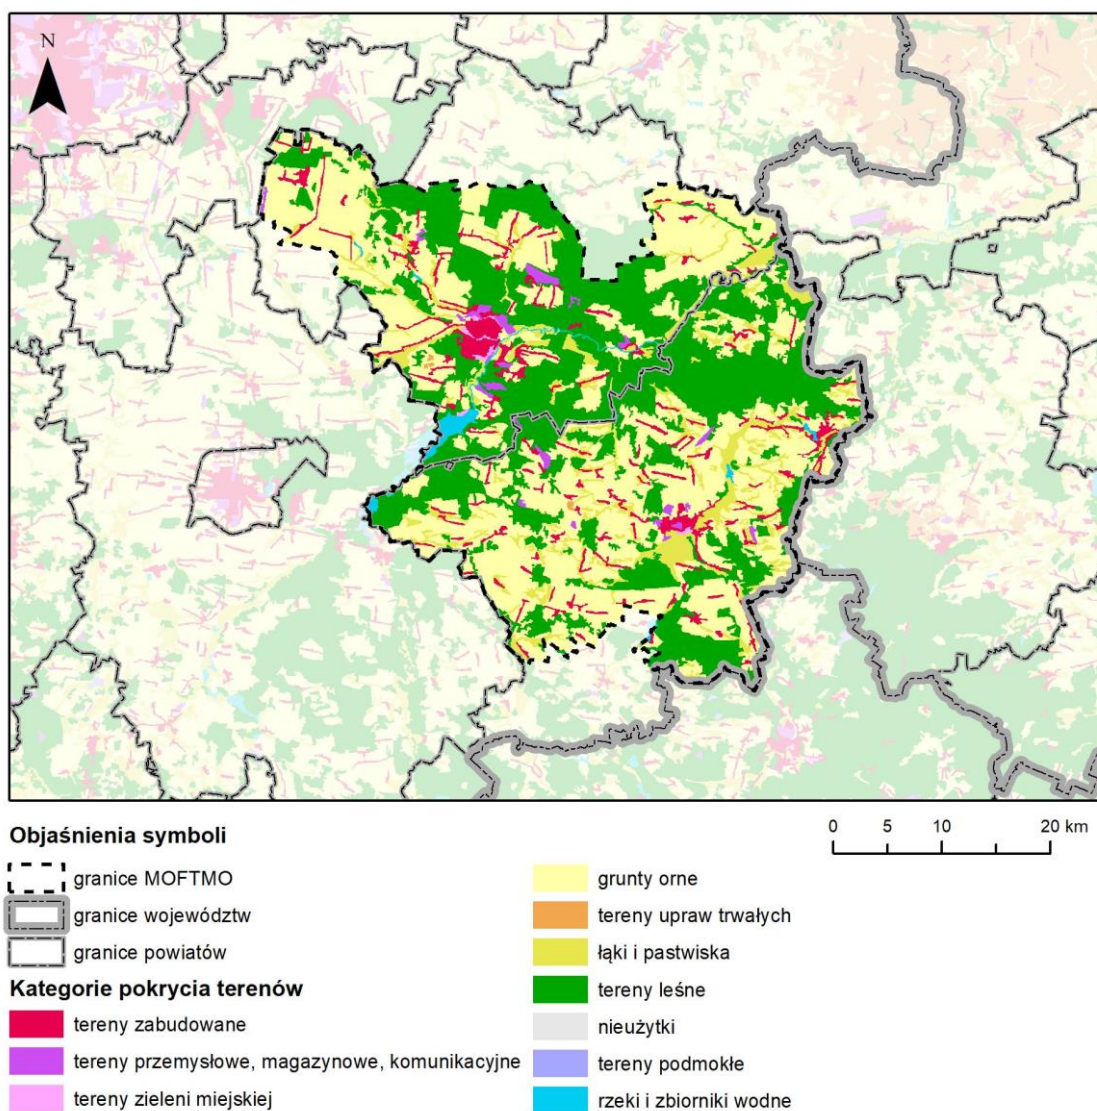 N
Objaśnienia symboli
0 5 10 20 km
granice MOFTMO
granice województw
granice powiatów
Kategorie pokrycia terenów
tereny zabudowane
tereny przemysłowe, magazynowe, komunikacyjne
tereny zieleni miejskiej
grunty orne
tereny upraw trwałych
łąki i pastwiska
tereny leśne
nieużytki
tereny podmokłe
rzeki i zbiorniki wodne